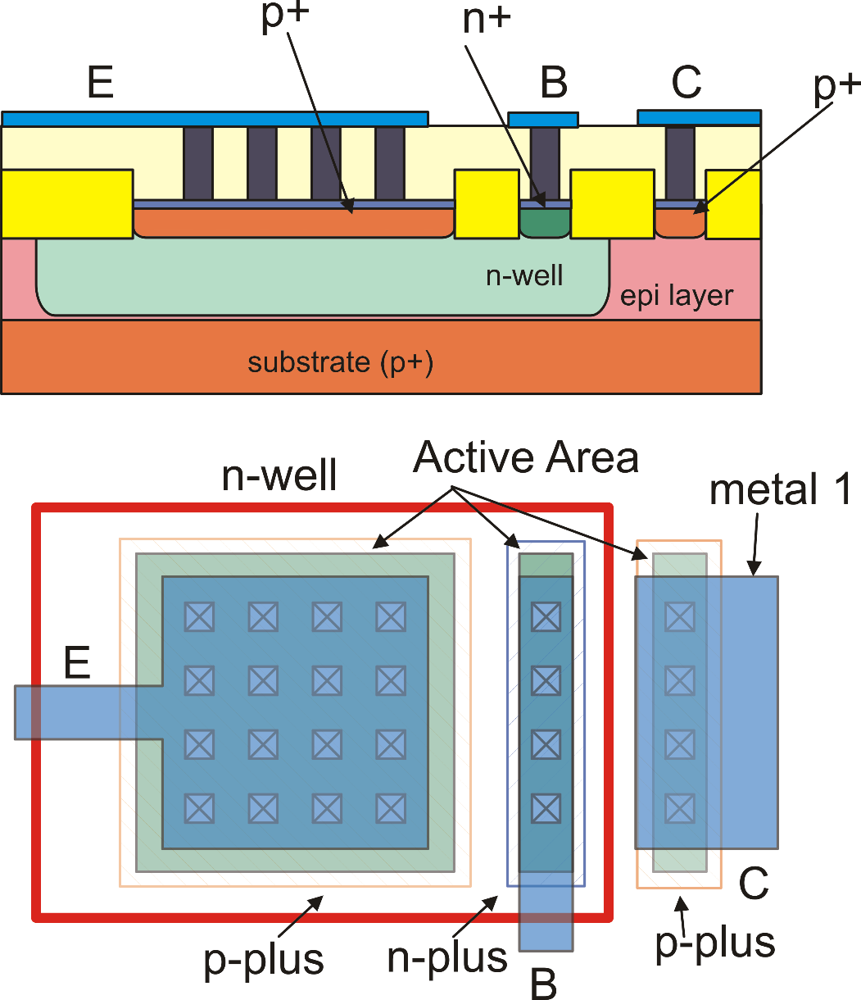 p+
n+
E
B
C
p+
n-well
epi layer
substrate (p+)
Active Area
n-well
metal 1
E
C
p-plus
n-plus
p-plus
B